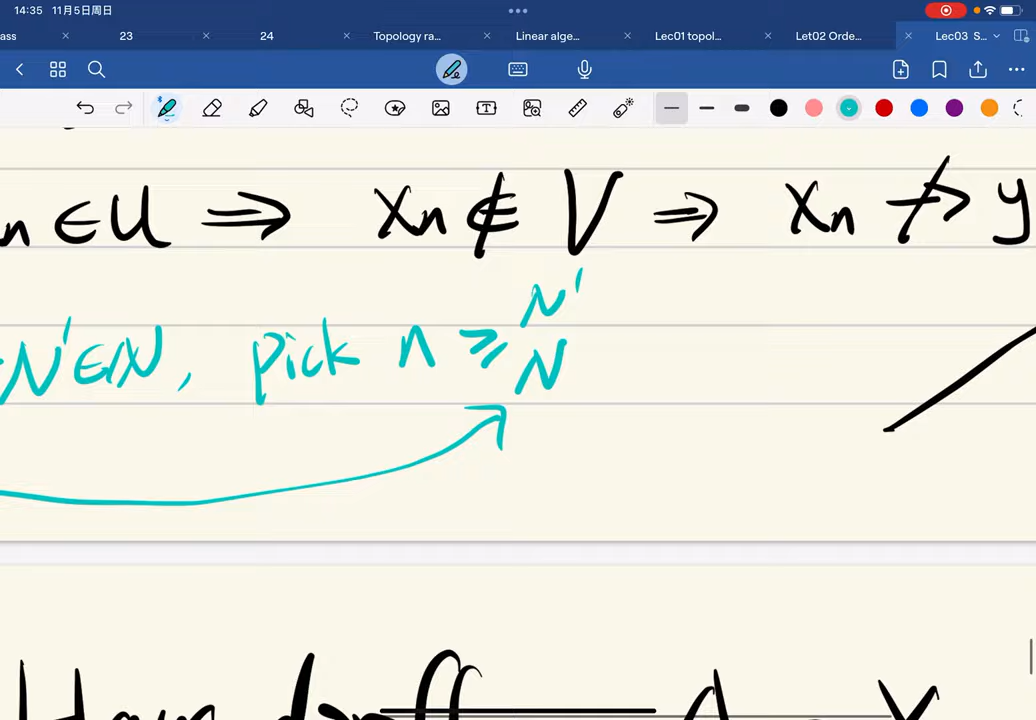 14:35 11月5日周日
ass 23 24 Topology ra... Linear alge... Lec01 topol... Let02 Orde... Lec03 S...
n ∈ U ⟹ xn ∉ V ⟹ xn ↛ y
N'
N' ∈ ℕ, pick n ⩾ N
Hausdorff